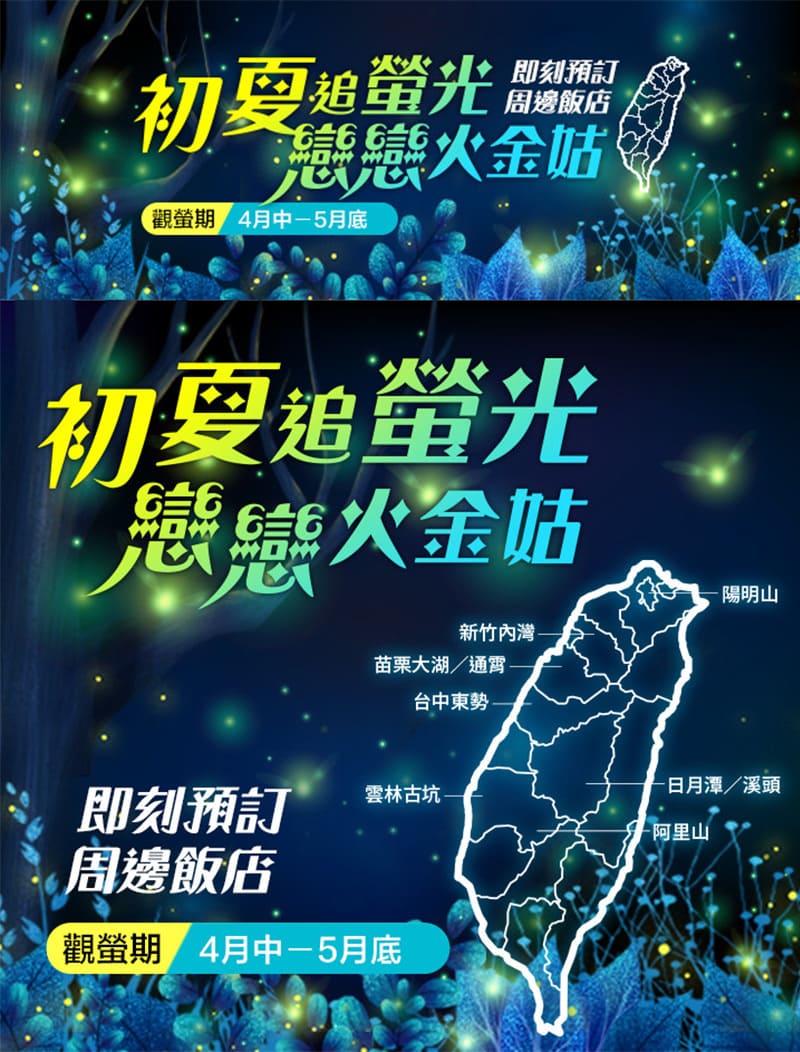 初夏追螢光
戀戀火金姑
即刻預訂
周邊飯店
觀螢期 4月中－5月底
初夏追螢光
戀戀火金姑
陽明山
新竹內灣
苗栗大湖／通霄
台中東勢
日月潭／溪頭
雲林古坑
阿里山
即刻預訂
周邊飯店
觀螢期 4月中－5月底